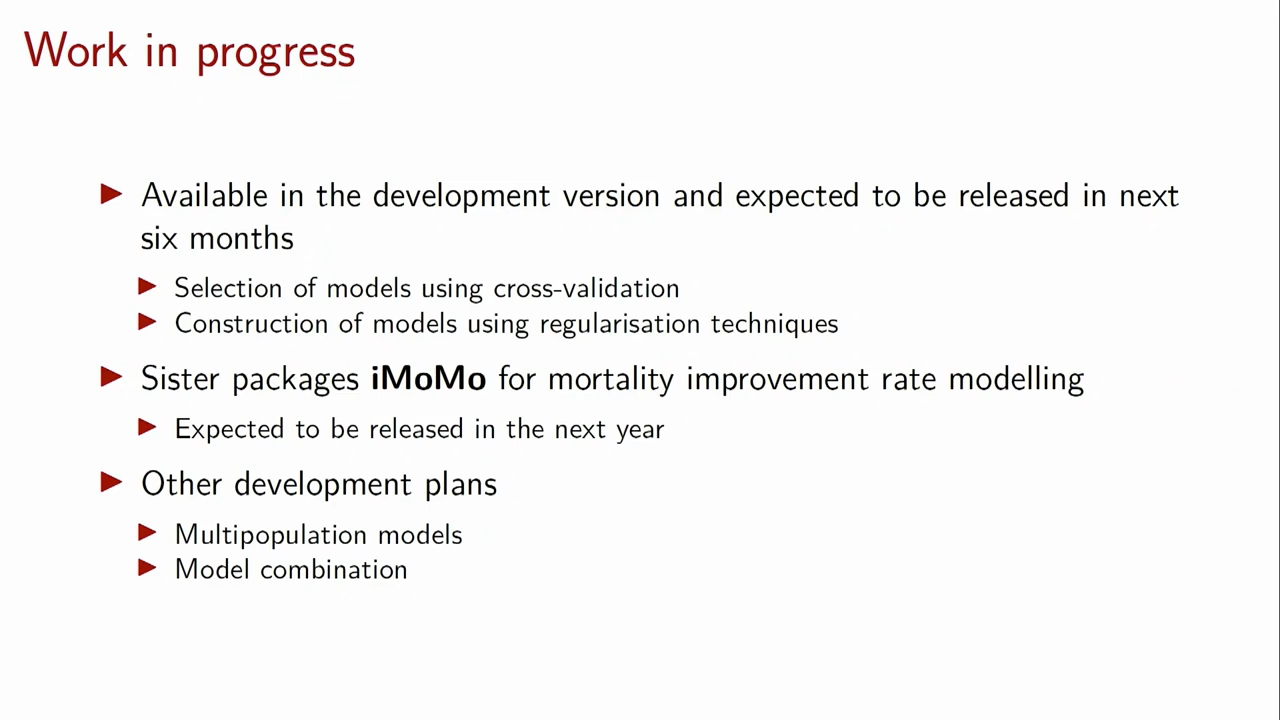 Work in progress
Available in the development version and expected to be released in next
six months
Selection of models using cross-validation
Construction of models using regularisation techniques
Sister packages iMoMo for mortality improvement rate modelling
Expected to be released in the next year
Other development plans
Multipopulation models
Model combination